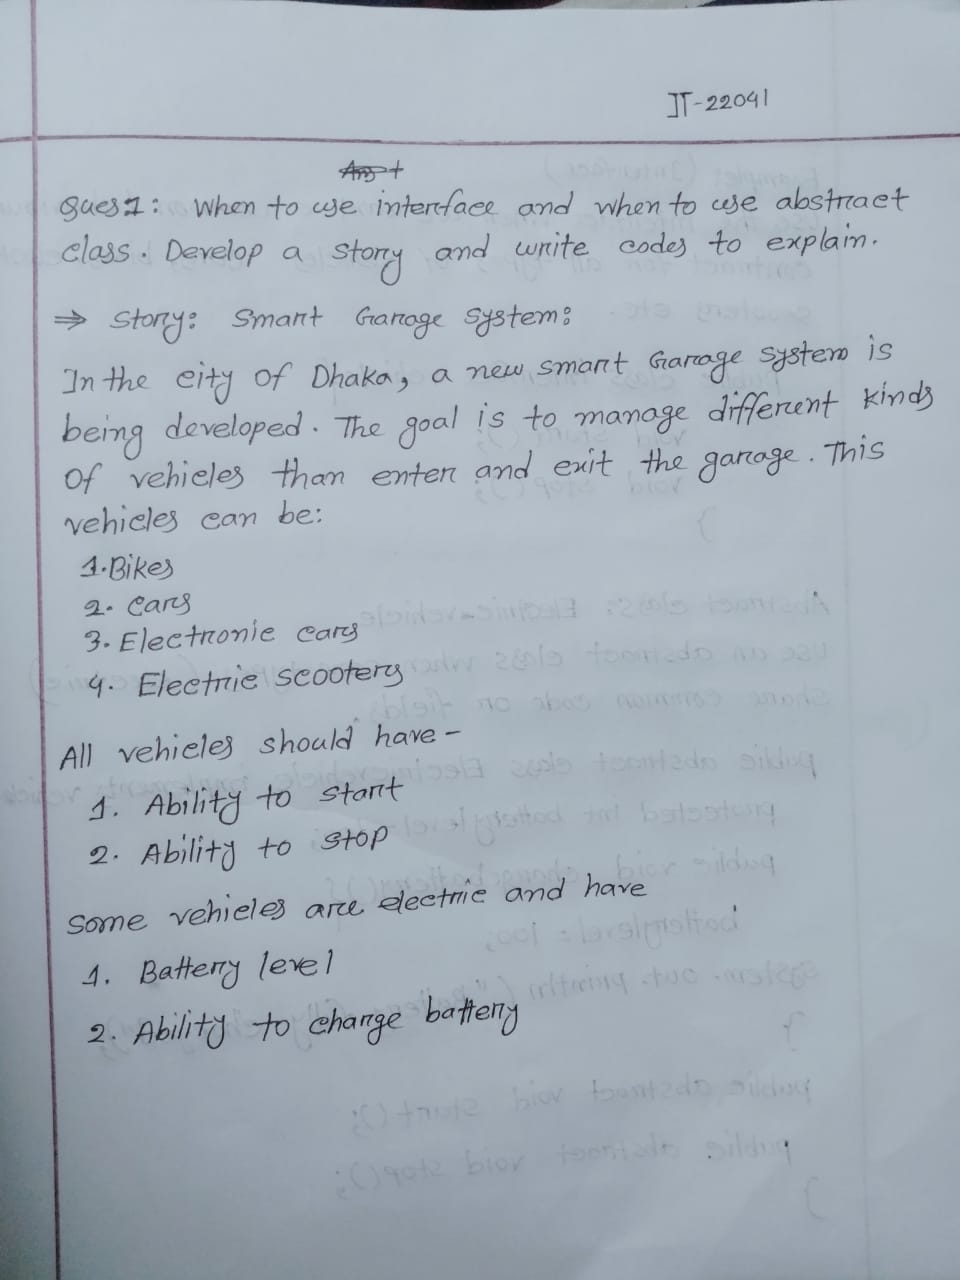 IT-22041
Ques1: When to use interface and when to use abstract
class. Develop a story and write codes to explain.
⇒ Story: Smart Garage System:
In the city of Dhaka, a new smart Garage system is
being developed. The goal is to manage different kinds
of vehicles than enter and exit the garage. This
vehicles can be:
1. Bikes
2. Cars
3. Electronic cars
4. Electric scooters
All vehicles should have -
1. Ability to start
2. Ability to stop
Some vehicles are electric and have
1. Battery level
2. Ability to charge battery